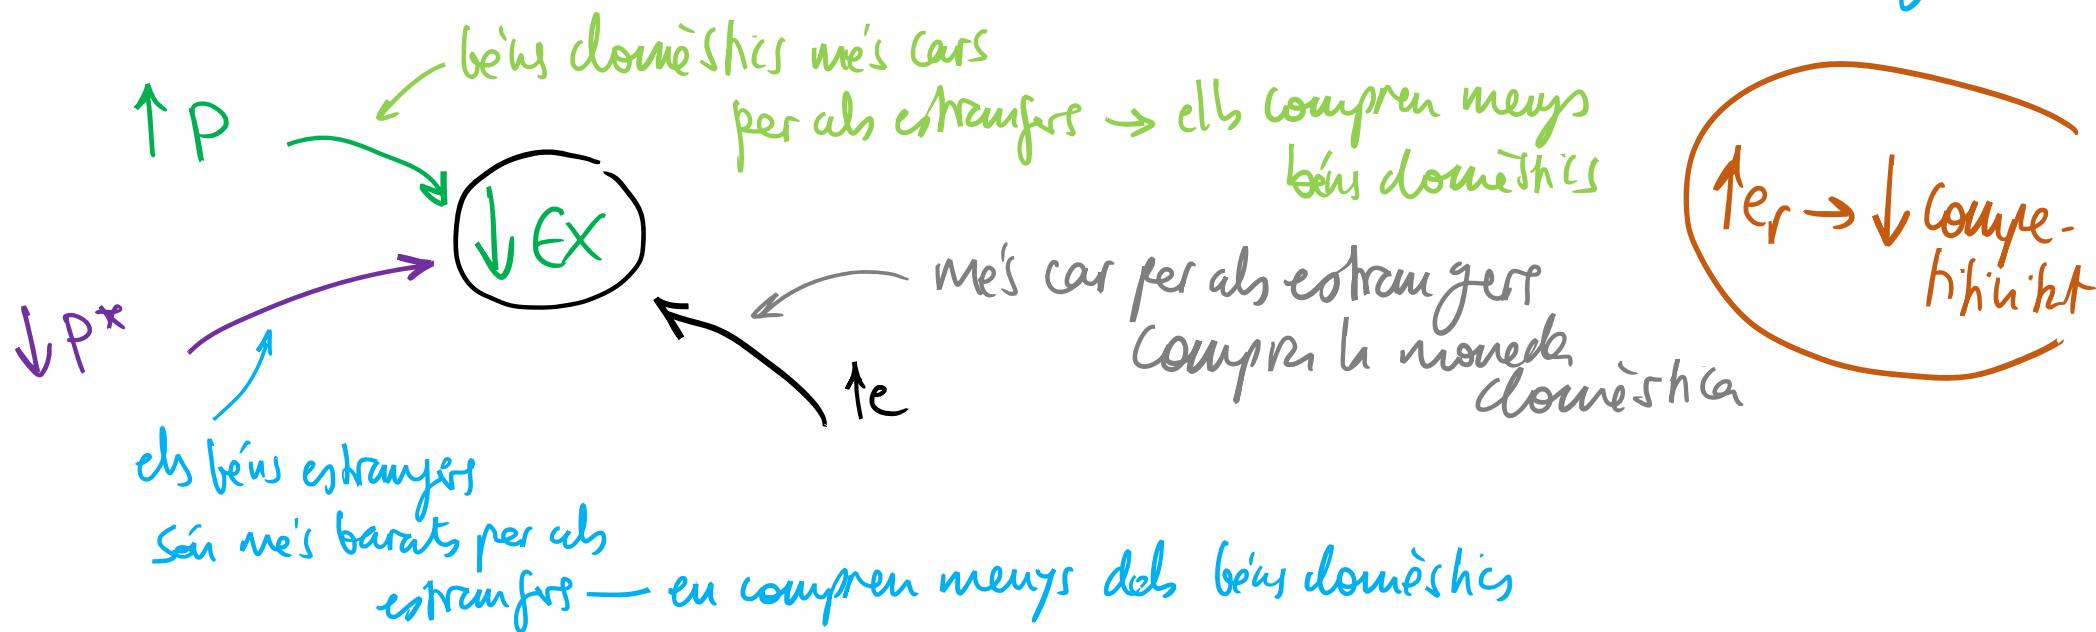 béns domèstics més cars
per als estrangers → ells compren menys
béns domèstics
↑ P
↓ EX
↑ er → ↓ compe-
titivitat
més car per als estrangers
comprar la moneda
domèstica
↓ P*
↑ e
els béns estrangers
són més barats per als
estrangers — en compren menys dels béns domèstics